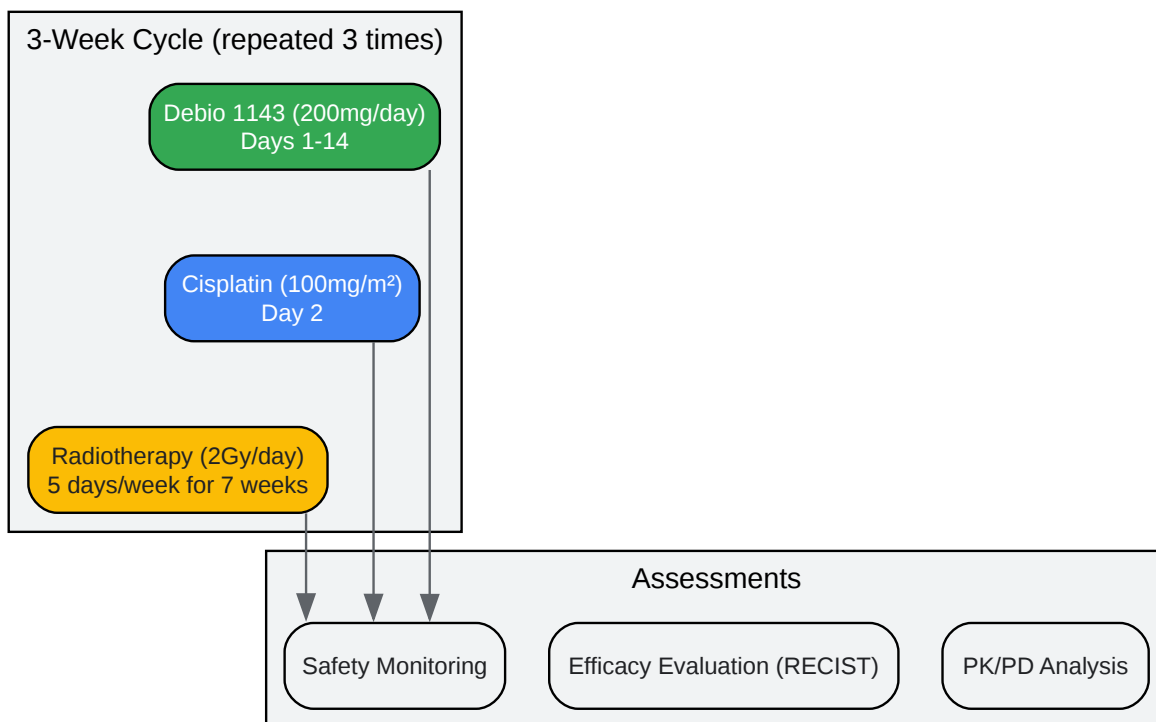 3-Week Cycle (repeated 3 times)
Debio 1143 (200mg/day)
Days 1-14
Cisplatin (100mg/m²)
Day 2
Radiotherapy (2Gy/day)
5 days/week for 7 weeks
Assessments
Safety Monitoring
Efficacy Evaluation (RECIST)
PK/PD Analysis